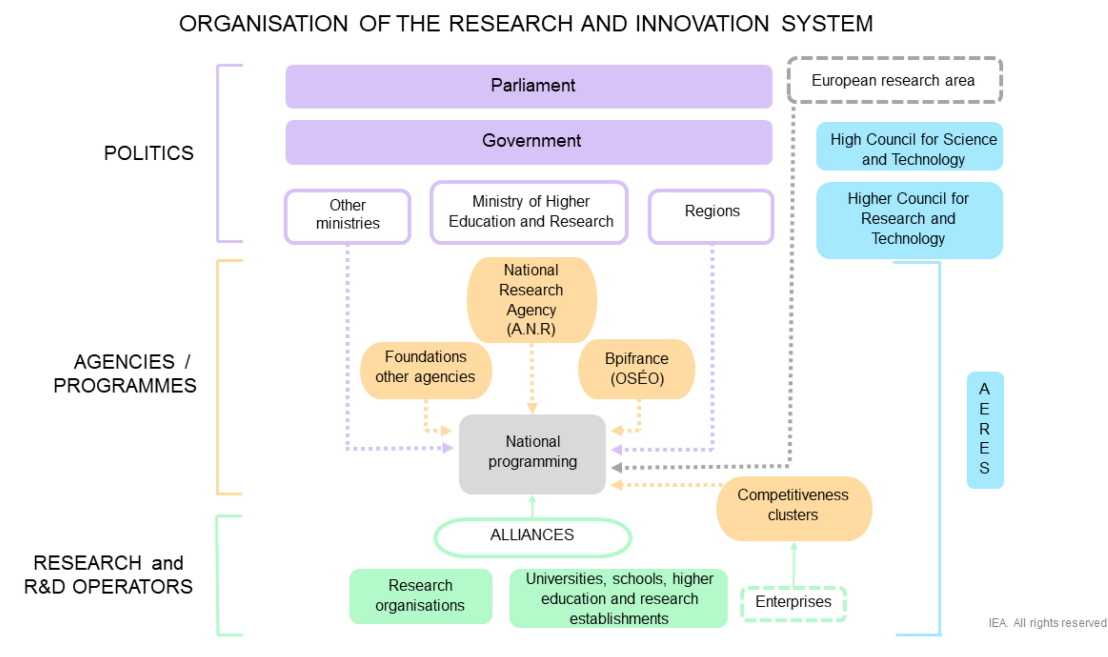 ORGANISATION OF THE RESEARCH AND INNOVATION SYSTEM
POLITICS
Parliament
Government
Other
ministries
Ministry of Higher
Education and Research
Regions
European research area
High Council for Science
and Technology
Higher Council for
Research and
Technology
AGENCIES /
PROGRAMMES
National
Research
Agency
(A.N.R)
Foundations
other agencies
Bpifrance
(OSÉO)
National
programming
Competitiveness
clusters
A
E
R
E
S
RESEARCH and
R&D OPERATORS
ALLIANCES
Research
organisations
Universities, schools, higher
education and research
establishments
Enterprises
IEA. All rights reserved